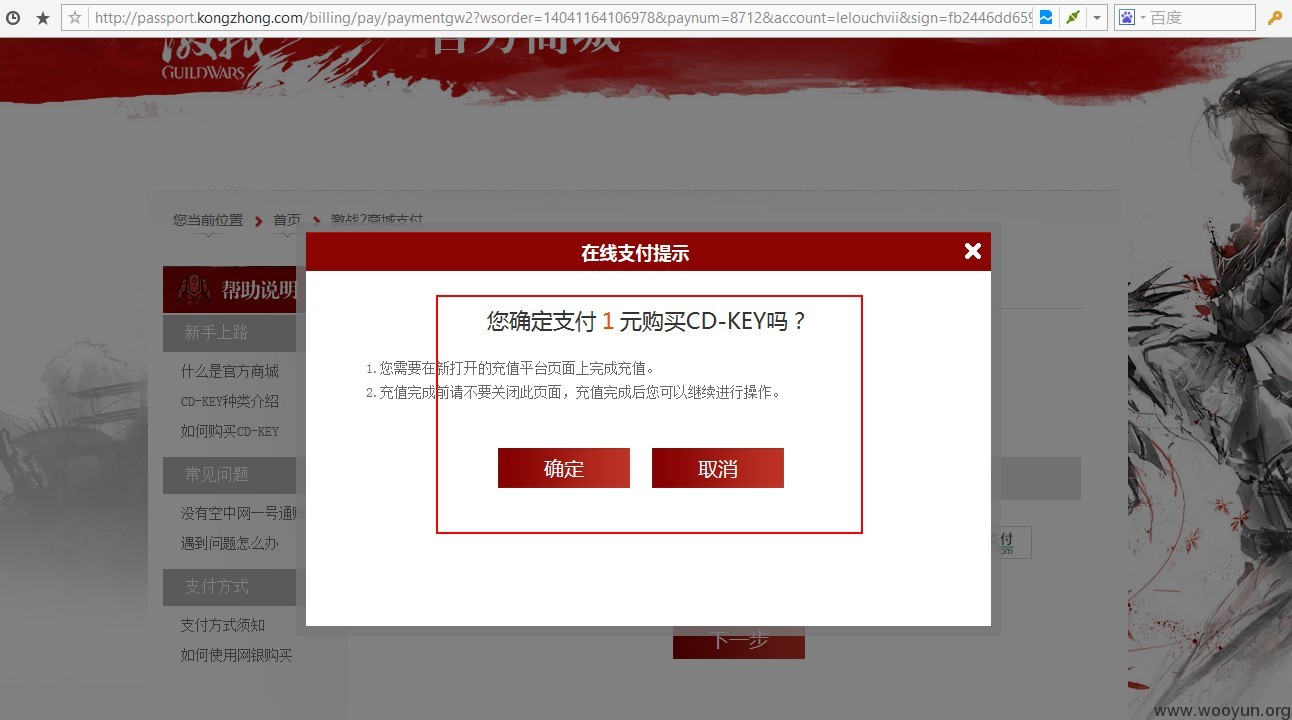 http://passport.kongzhong.com/billing/pay/paymentgw2?wsorder=14041164106978&paynum=8712&account=lelouchvii&sign=fb2446dd659
百度
激战
官方商城
GUILDWARS
您当前位置 首页 激战2商城支付
在线支付提示
帮助说明
您确定支付 1 元购买CD-KEY吗？
新手上路
1. 您需要在新打开的充值平台页面上完成充值。
什么是官方商城
2. 充值完成前请不要关闭此页面，充值完成后您可以继续进行操作。
CD-KEY种类介绍
如何购买CD-KEY
确定 取消
常见问题
没有空中网一号通账
遇到问题怎么办
付
支付方式
支付方式须知
下一步
如何使用网银购买
www.wooyun.org